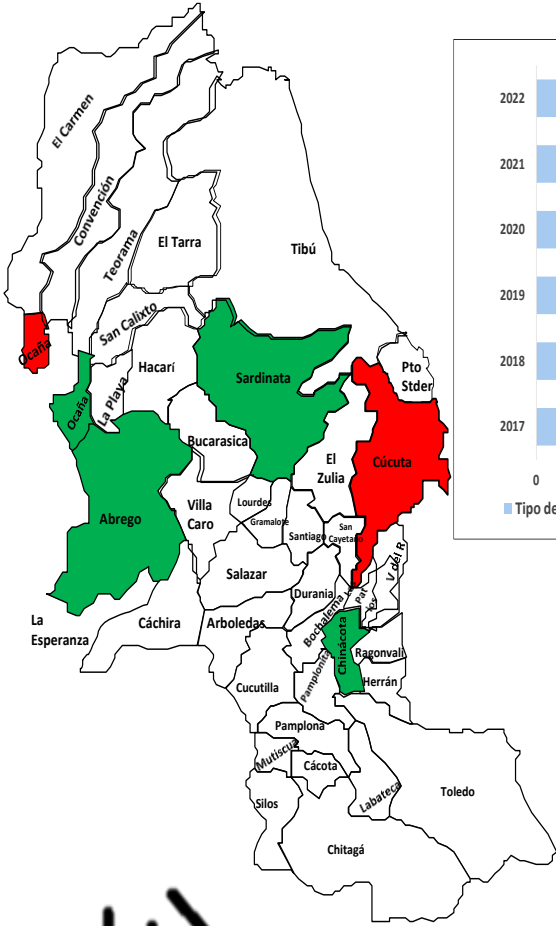 El Carmen
Convención
Teorama
El Tarra
Tibú
San Calixto
Ocaña
Hacarí
La Playa
Ocaña
Sardinata
Pto
Stder
Bucarasica
El
Zulia
Cúcuta
Abrego
Villa
Caro
Lourdes
Gramalote
Santiago
San
Cayetano
Salazar
Durania
V del R
La
Esperanza
Cáchira
Arboledas
Bochalema
Pamplonita
Chinácota
Ragonvali
Herrán
Cucutilla
Pamplona
Mutiscua
Cácota
Silos
Labateca
Toledo
Chitagá
2022
2021
2020
2019
2018
2017
0
Tipo de